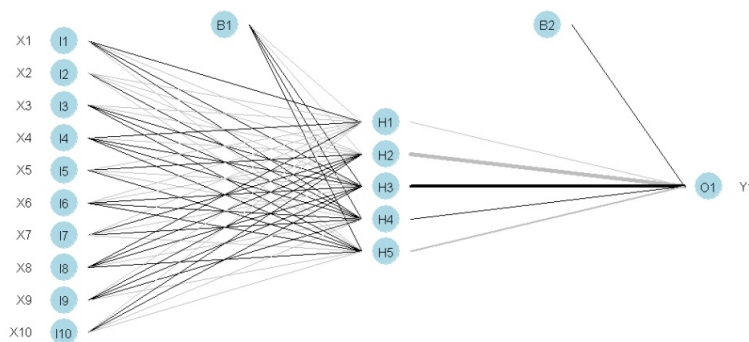 B1 B2
X1 I1
X2 I2
X3 I3
H1
X4 I4
H2
X5 I5
H3 O1 Y1
X6 I6
H4
X7 I7
H5
X8 I8
X9 I9
X10 I10